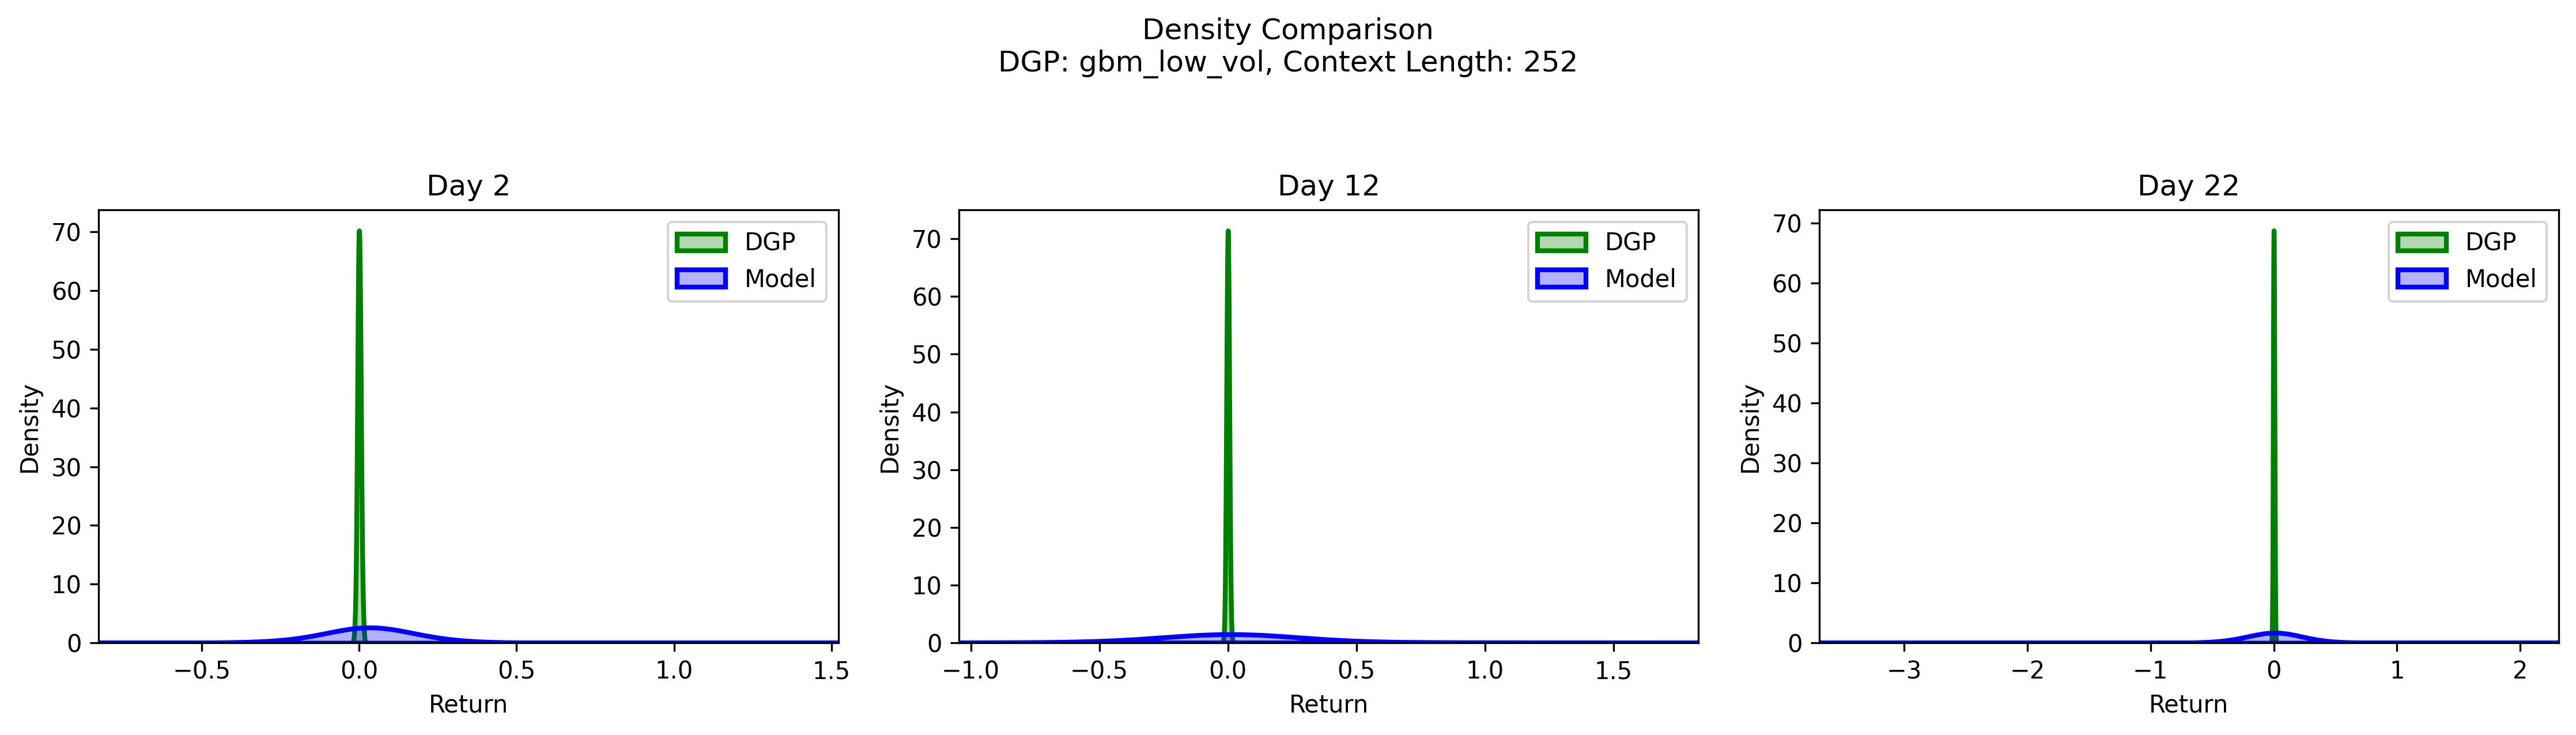 Density Comparison
DGP: gbm_low_vol, Context Length: 252
Day 2
70
60
50
40
30
20
10
0
Density
−0.5
0.0
0.5
1.0
1.5
Return
DGP
Model
Day 12
70
60
50
40
30
20
10
0
Density
−1.0
−0.5
0.0
0.5
1.0
1.5
Return
DGP
Model
Day 22
70
60
50
40
30
20
10
0
Density
−3
−2
−1
0
1
2
Return
DGP
Model